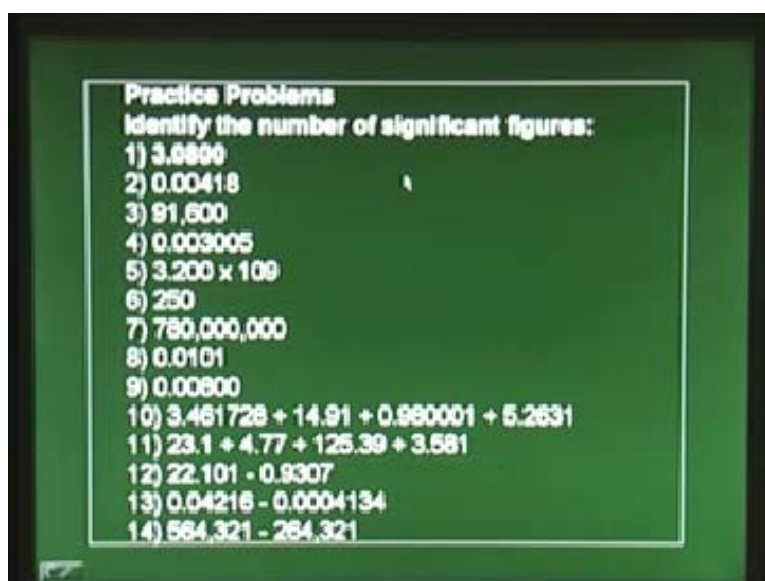 Practice Problems
Identify the number of significant figures:
1) 3.0800
2) 0.00418
3) 91,600
4) 0.003005
5) 3.200 x 109
6) 250
7) 780,000,000
8) 0.0101
9) 0.00800
10) 3.461728 + 14.91 + 0.980001 + 5.2631
11) 23.1 + 4.77 + 125.39 + 3.581
12) 22.101 - 0.9307
13) 0.04216 - 0.0004134
14) 564,321 - 264,321